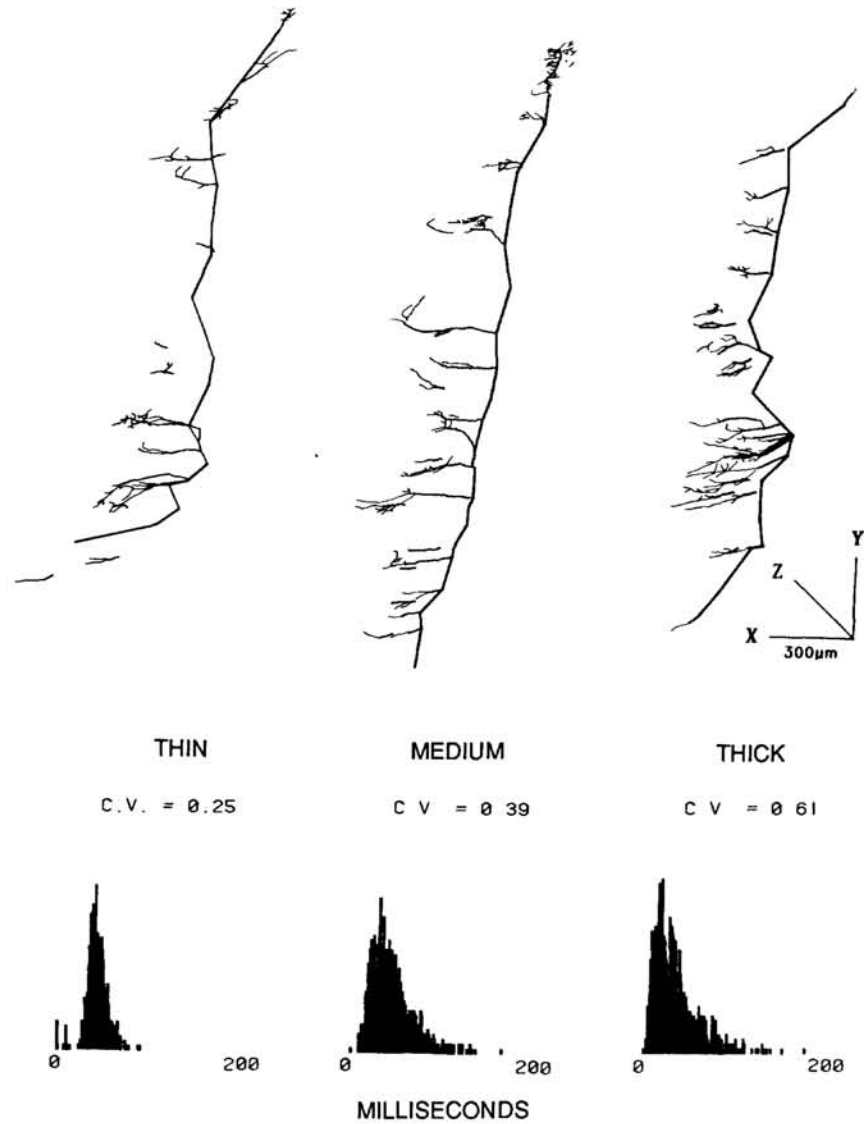 Y
Z
X
300μm
THIN MEDIUM THICK
C.V. = 0.25 C V = 0 39 C V = 0 61
0 200 0 200 0 200
MILLISECONDS